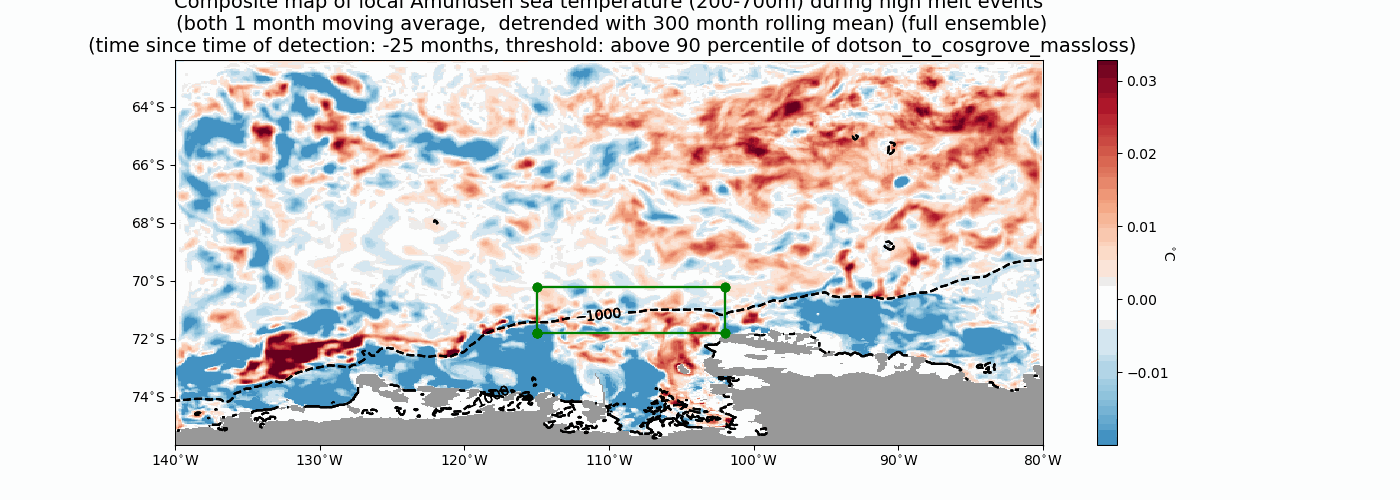 Composite map of local Amundsen sea temperature (200-700m) during high melt events
(both 1 month moving average,  detrended with 300 month rolling mean) (full ensemble)
(time since time of detection: -25 months, threshold: above 90 percentile of dotson_to_cosgrove_massloss)
64°S
66°S
68°S
70°S
72°S
74°S
−1000
1000
140°W
130°W
120°W
110°W
100°W
90°W
80°W
0.03
0.02
0.01
0.00
−0.01
°C